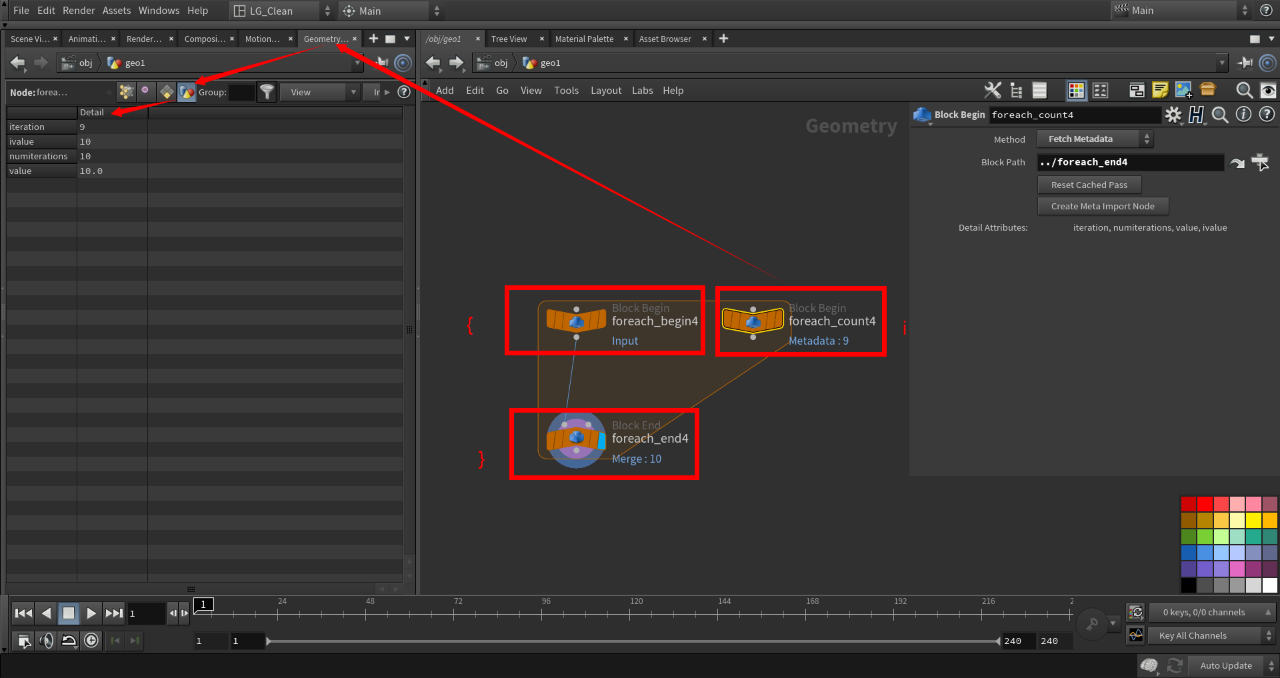 File Edit Render Assets Windows Help LG_Clean Main Main
Scene Vi... × Animati... × Render... × Composi... × Motion... × Geometry... × +
/obj/geo1 × Tree View × Material Palette × Asset Browser × +
obj geo1
obj geo1
Node: forea... Group: View In
Add Edit Go View Tools Layout Labs Help
Detail
iteration 9
ivalue 10
numiterations 10
value 10.0
Geometry
Block Begin foreach_count4
Method Fetch Metadata
Block Path ../foreach_end4
Reset Cached Pass
Create Meta Import Node
Detail Attributes: iteration, numiterations, value, ivalue
{
Block Begin
foreach_begin4
Input
Block Begin
foreach_count4
Metadata : 9
i
}
Block End
foreach_end4
Merge : 10
1 1 24 48 72 96 120 144 168 192 216 2
0 keys, 0/0 channels
1 1 240 240
Key All Channels
Auto Update